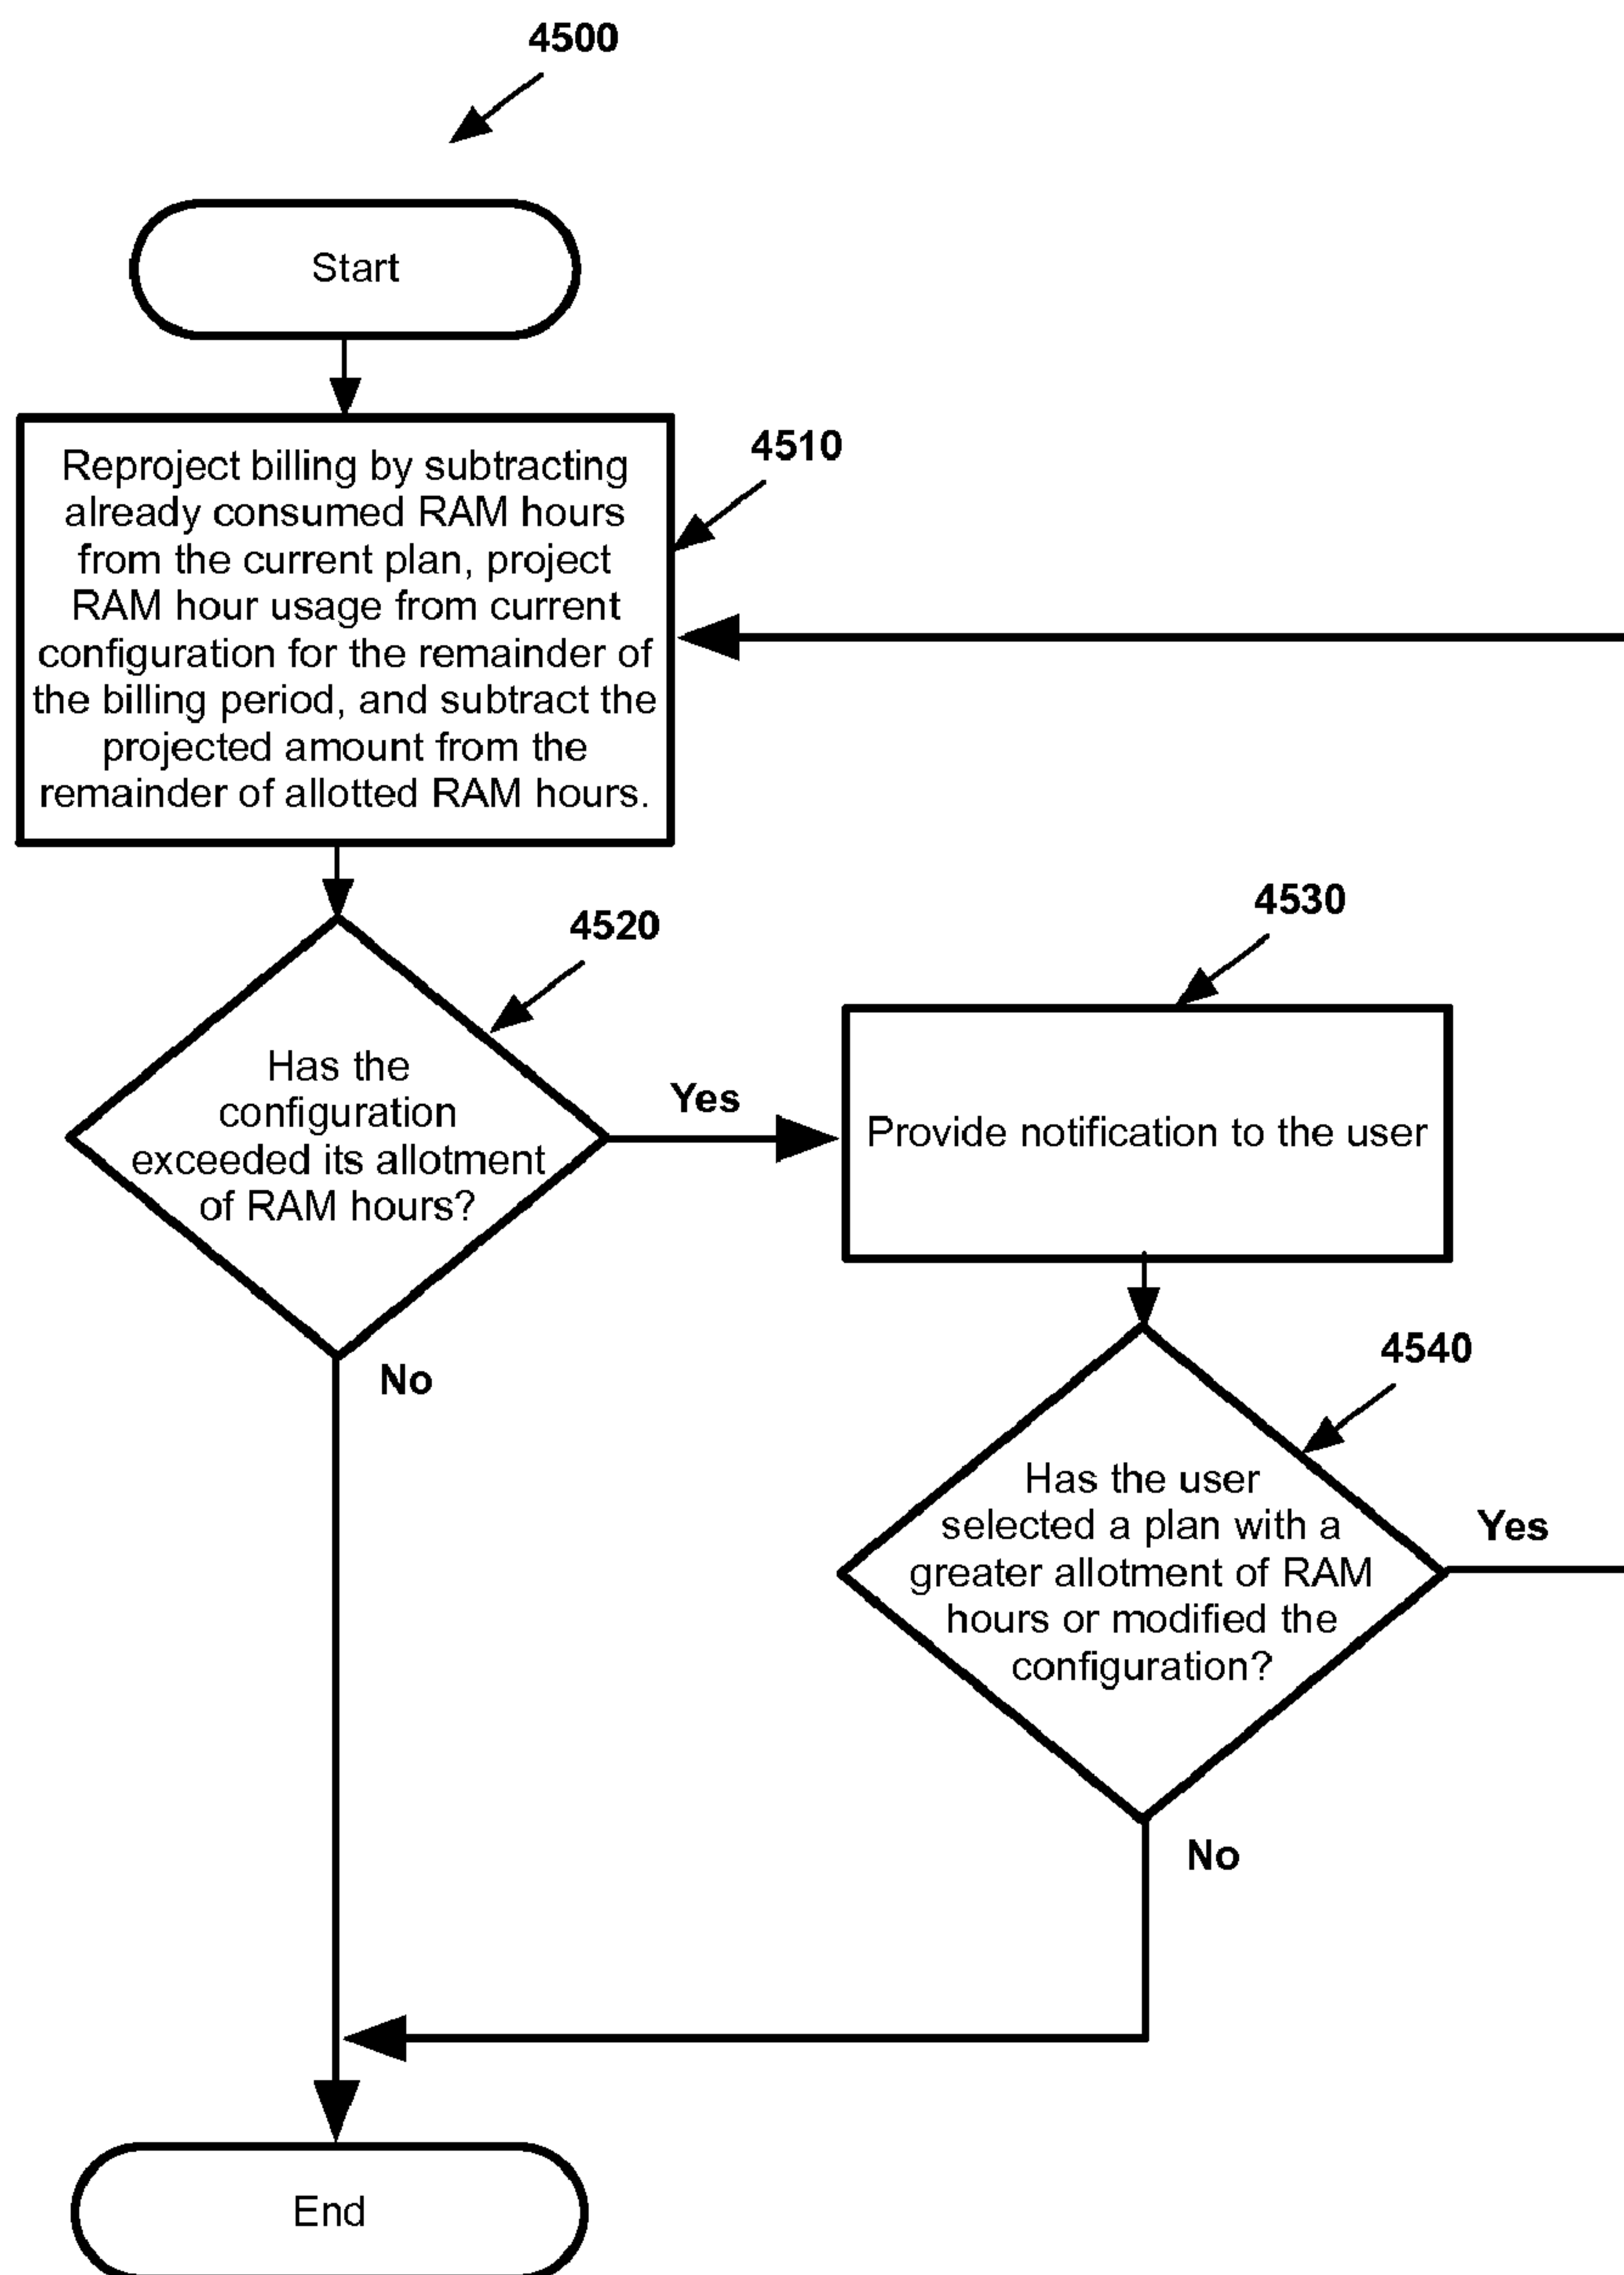 4500
Start
4510
Reproject billing by subtracting
already consumed RAM hours
from the current plan, project
RAM hour usage from current
configuration for the remainder of
the billing period, and subtract the
projected amount from the
remainder of allotted RAM hours.
4520
Has the
configuration
exceeded its allotment
of RAM hours?
Yes
No
4530
Provide notification to the user
4540
Has the user
selected a plan with a
greater allotment of RAM
hours or modified the
configuration?
Yes
No
End